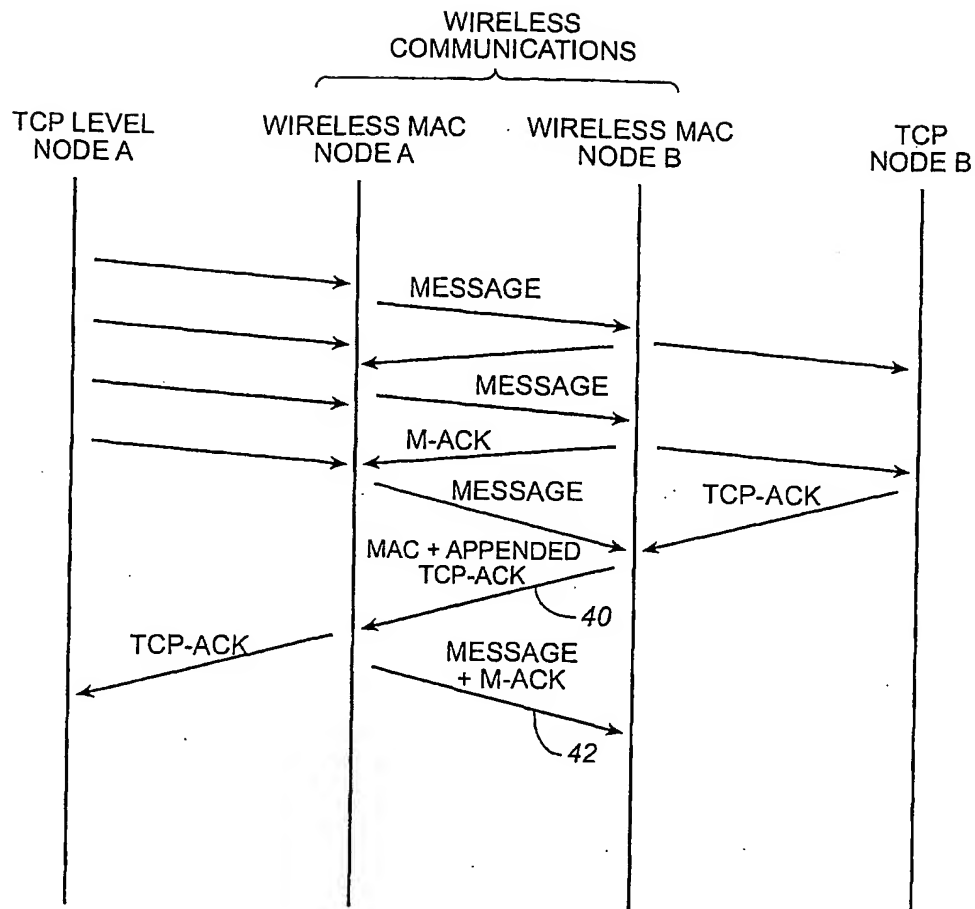 WIRELESS
COMMUNICATIONS
TCP LEVEL
NODE A
WIRELESS MAC
NODE A
WIRELESS MAC
NODE B
TCP
NODE B
MESSAGE
MESSAGE
M-ACK
MESSAGE
TCP-ACK
MAC + APPENDED
TCP-ACK
40
TCP-ACK
MESSAGE
+ M-ACK
42